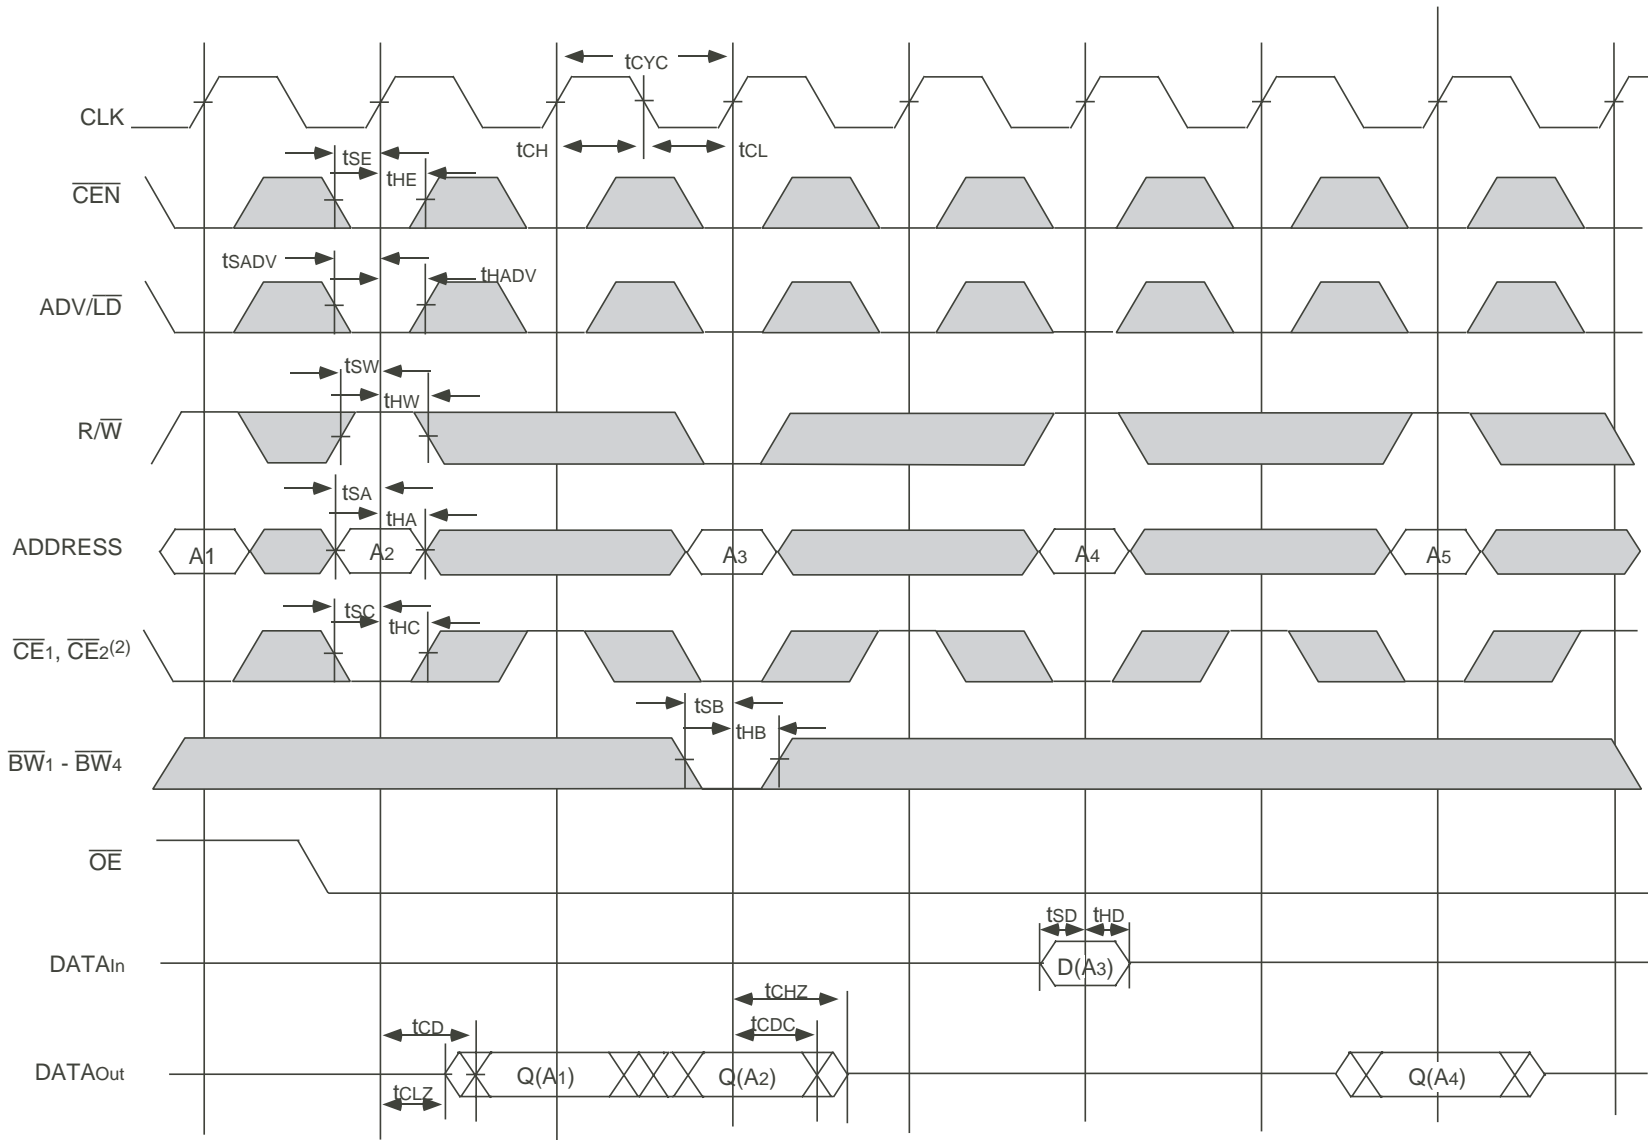 tCYC
CLK
tCH
tCL
tSE
tHE
CEN
tSADV
tHADV
ADV/LD
tSW
tHW
R/W
tSA
tHA
ADDRESS
A1
A2
A3
A4
A5
tSC
tHC
CE1, CE2(2)
tSB
tHB
BW1 - BW4
OE
tSD
tHD
DATAIn
D(A3)
tCHZ
tCD
tCDC
DATAOut
Q(A1)
Q(A2)
Q(A4)
tCLZ